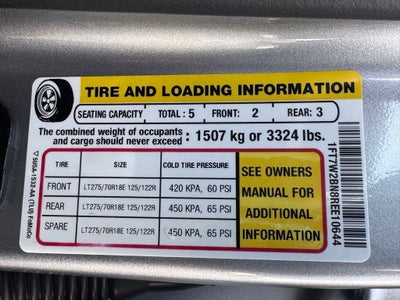 TIRE AND LOADING INFORMATION
SEATING CAPACITY TOTAL : 5 FRONT: 2 REAR: 3
The combined weight of occupants and cargo should never exceed : 1507 kg or 3324 lbs.
TIRE SIZE COLD TIRE PRESSURE
FRONT LT275/70R18E 125/122R 420 KPA, 60 PSI
REAR LT275/70R18E 125/122R 450 KPA, 65 PSI
SPARE LT275/70R18E 125/122R 450 KPA, 65 PSI
SEE OWNERS
MANUAL FOR
ADDITIONAL
INFORMATION
1FT7W2BN8REE10644